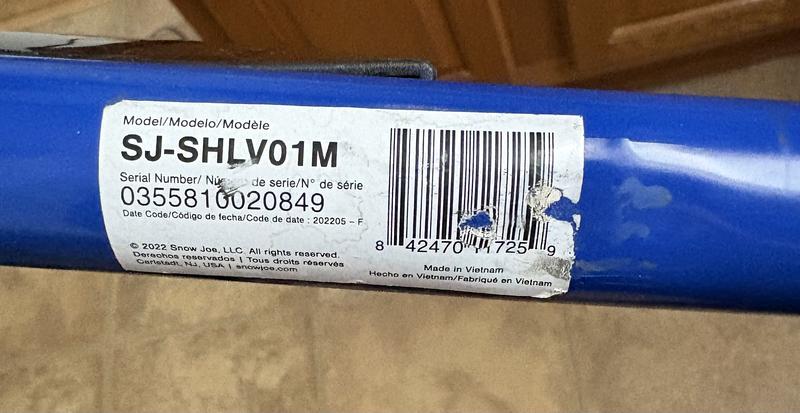 Model/Modelo/Modèle
SJ-SHLV01M
Serial Number/ de serie/N° de série
0355810020849
Date Code/Código de fecha/Code de date : 202205 – F
© 2022 Snow Joe, LLC. All rights reserved.
Derechos reservados | Tous droits réservés
Carlstadt, NJ, USA | snowjoe.com
8 42470 11725 9
Made in Vietnam
Hecho en Vietnam/Fabriqué en Vietnam